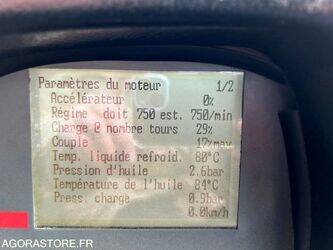 Paramètres du moteur 1/2
Accélérateur 0%
Régime doit 750 est. 750/min
Charge @ nombre tours 29%
Couple 17%max
Temp. liquide refroid. 80°C
Pression d'huile 2.6bar
Température de l'huile 84°C
Press. charge 0.9bar
0.0km/h
© AGORASTORE.FR